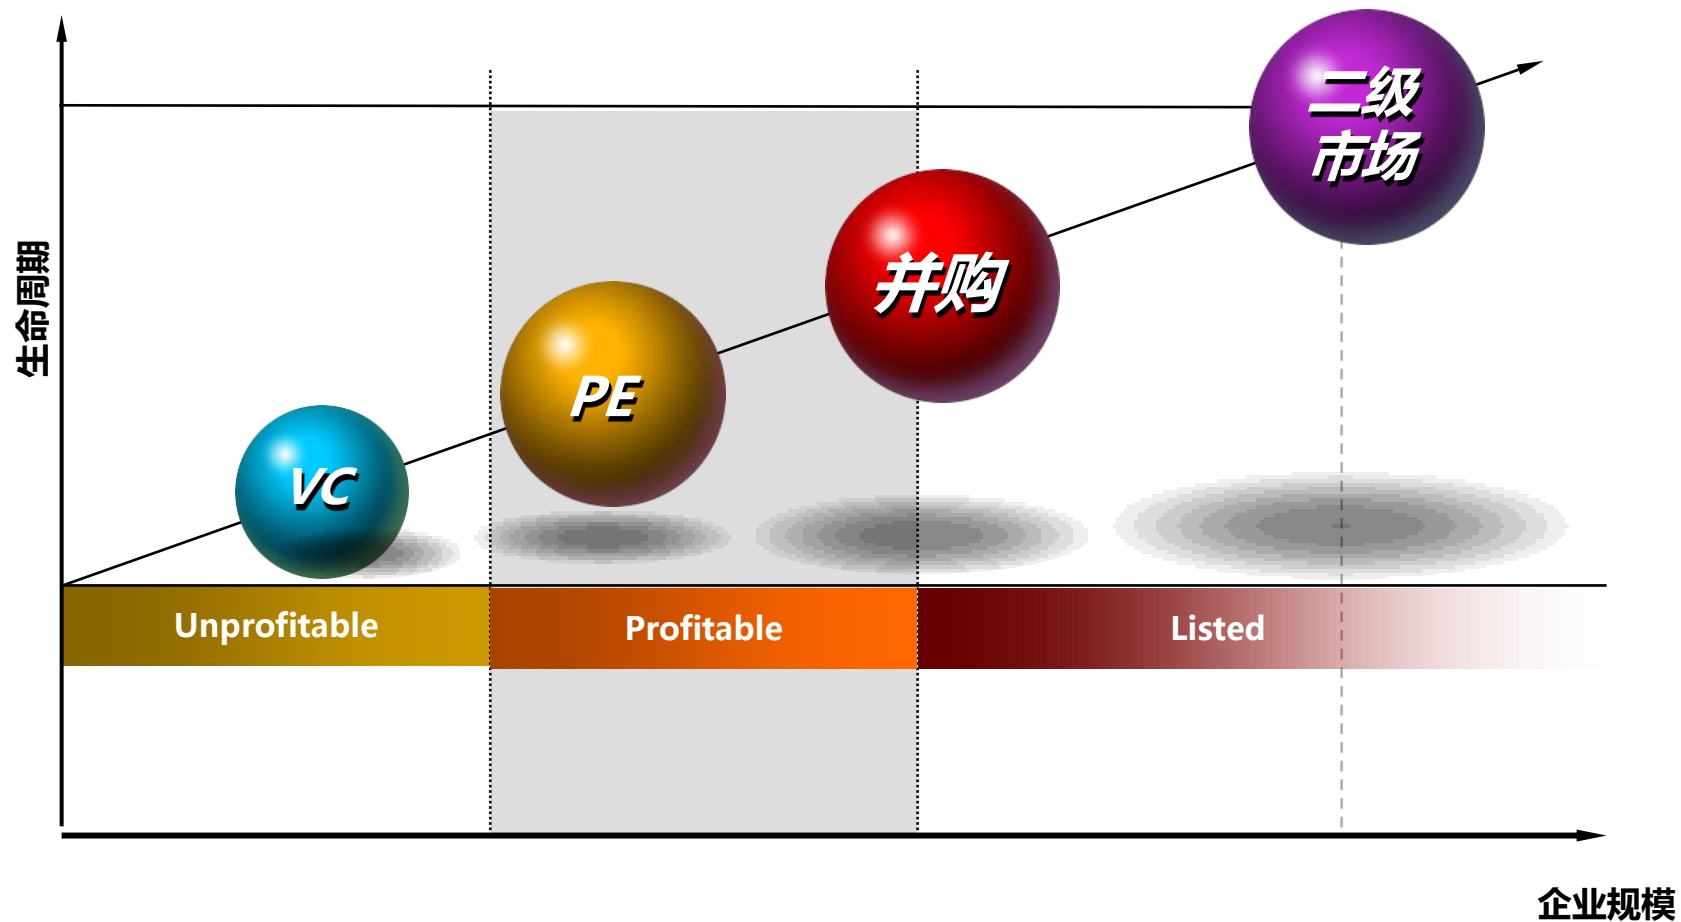 二级
市场
并购
PE
VC
生命周期
Unprofitable
Profitable
Listed
企业规模